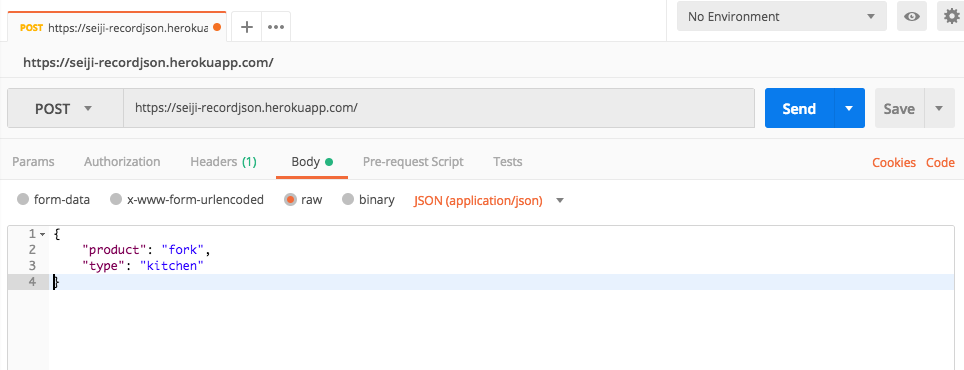 POST https://seiji-recordjson.herokua
No Environment
https://seiji-recordjson.herokuapp.com/
POST https://seiji-recordjson.herokuapp.com/ Send Save
Params Authorization Headers (1) Body Pre-request Script Tests Cookies Code
form-data x-www-form-urlencoded raw binary JSON (application/json)
1 {
2 "product": "fork",
3 "type": "kitchen"
4 }